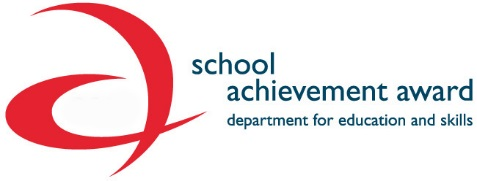 school
achievement award
department for education and skills